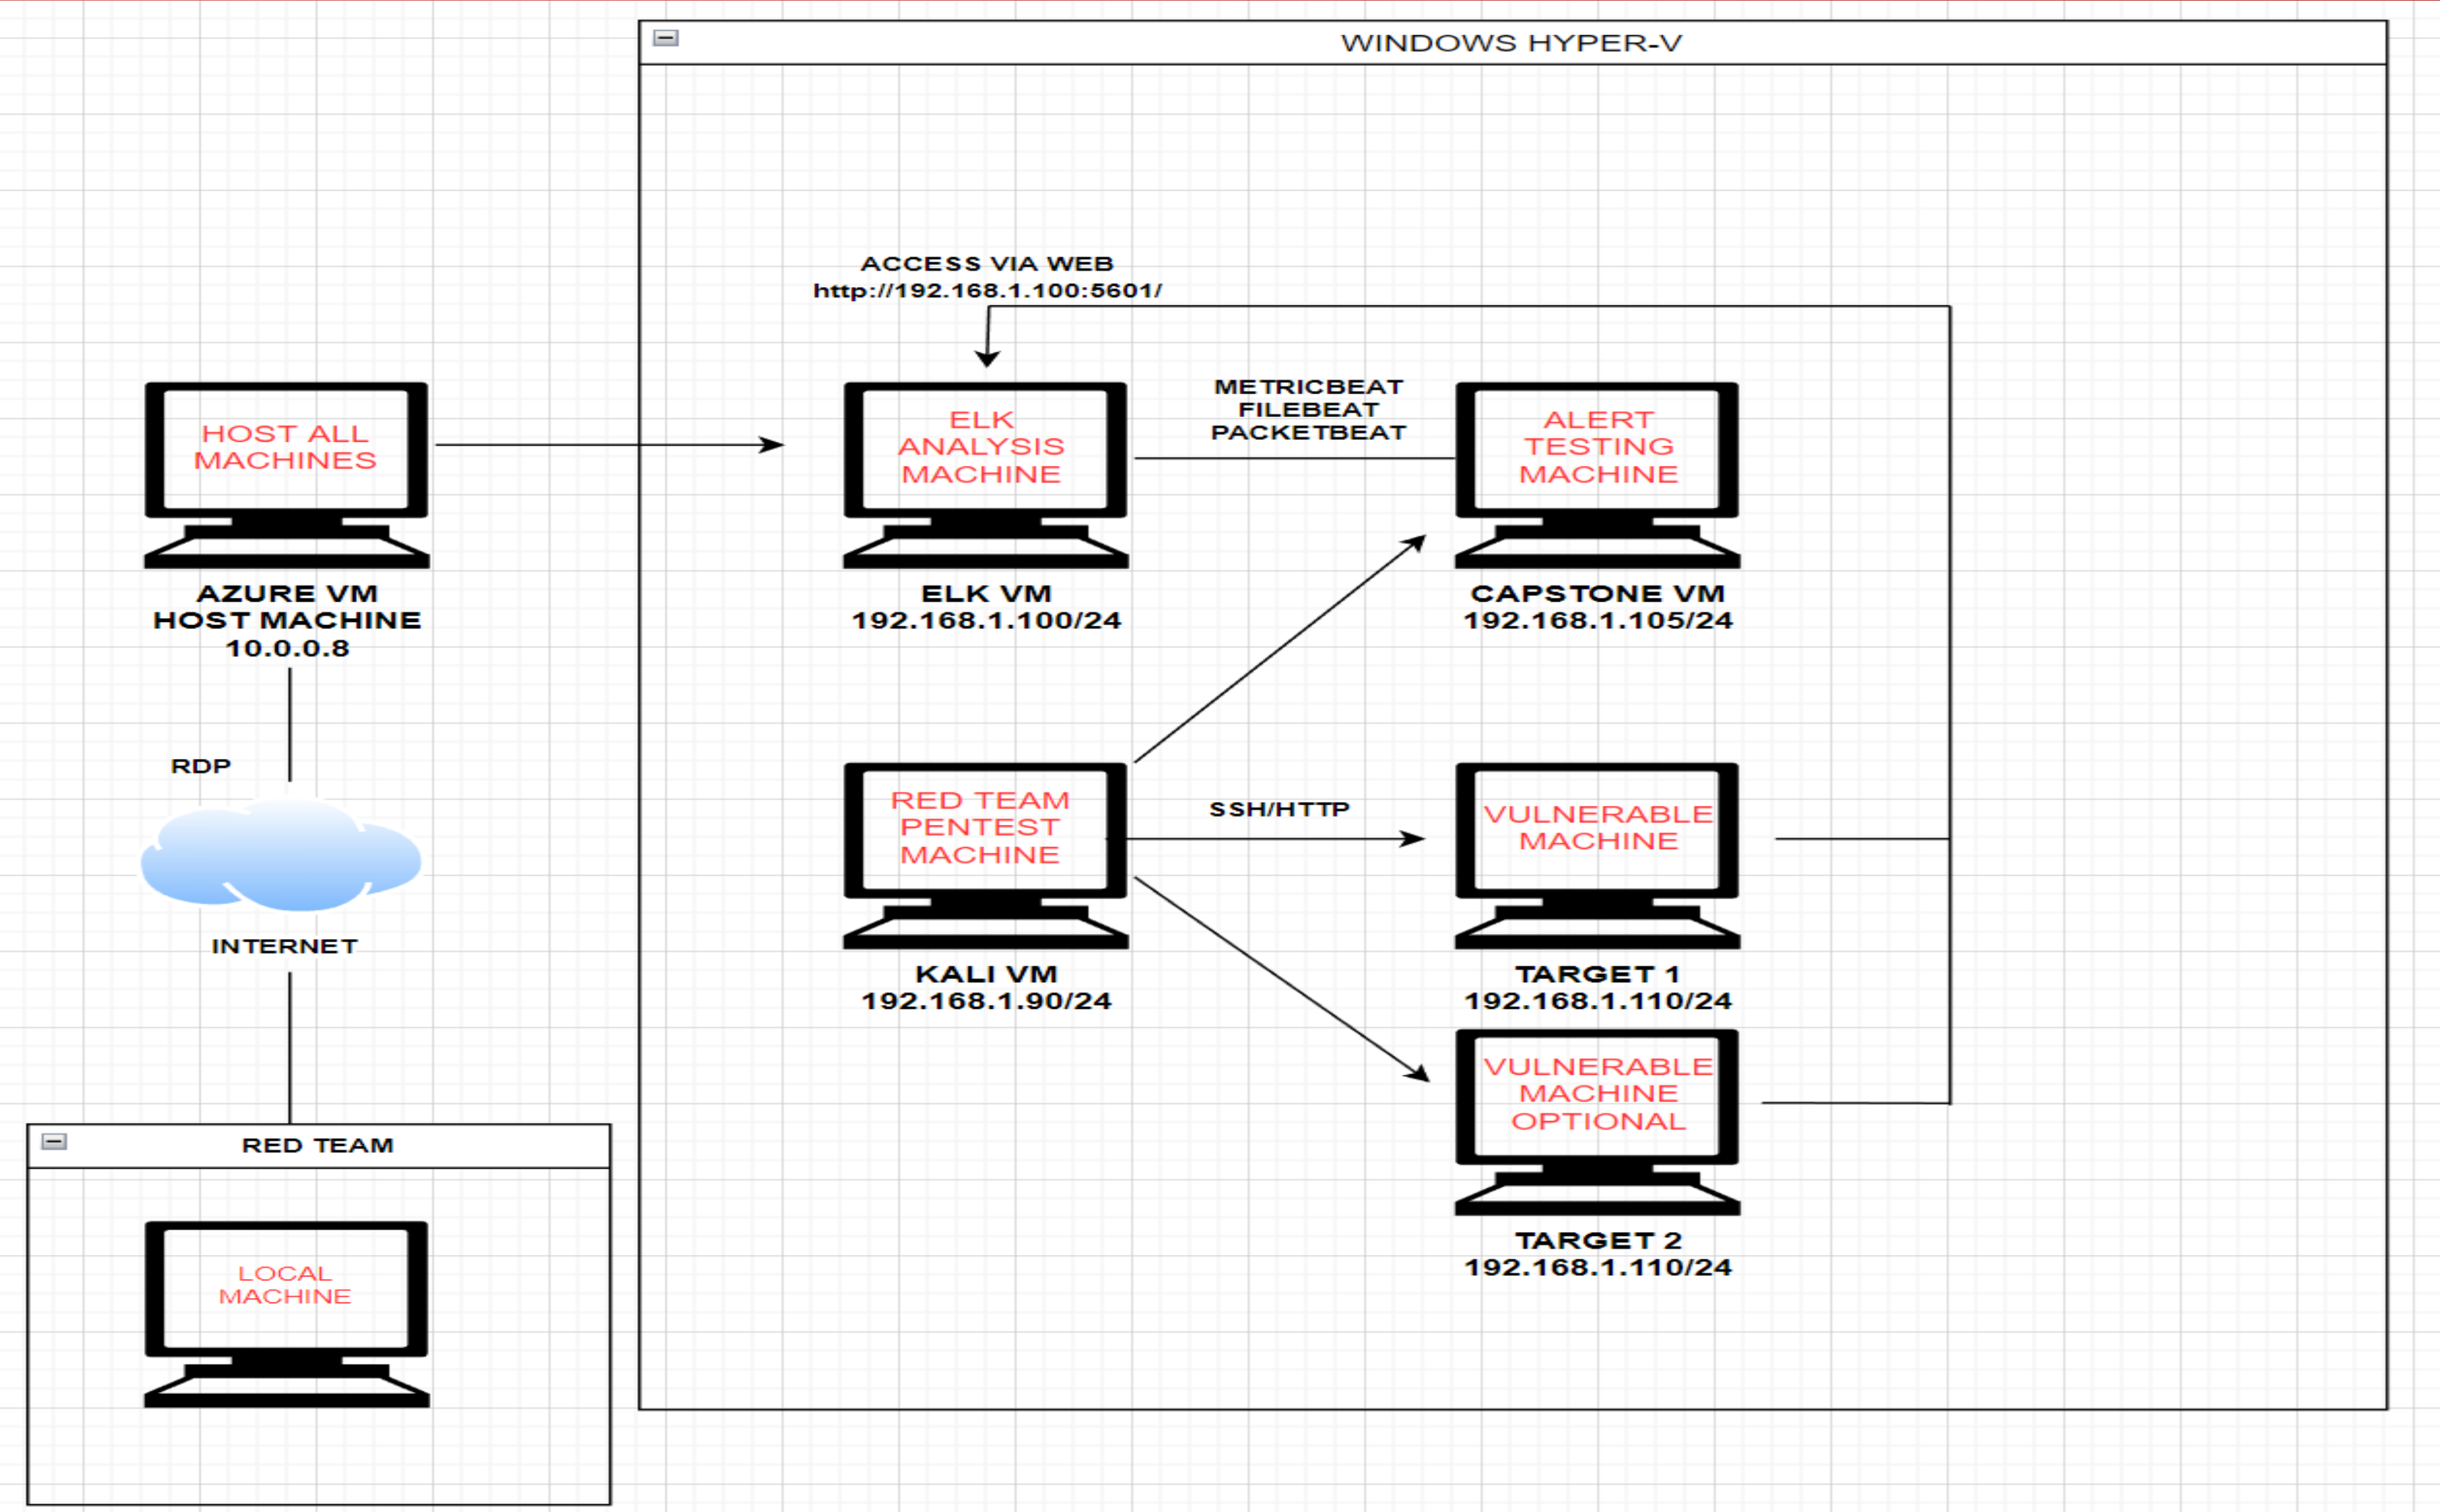 WINDOWS HYPER-V
ACCESS VIA WEB
http://192.168.1.100:5601/
HOST ALL
MACHINES
AZURE VM
HOST MACHINE
10.0.0.8
ELK
ANALYSIS
MACHINE
ELK VM
192.168.1.100/24
METRICBEAT
FILEBEAT
PACKETBEAT
ALERT
TESTING
MACHINE
CAPSTONE VM
192.168.1.105/24
RDP
INTERNET
RED TEAM
PENTEST
MACHINE
KALI VM
192.168.1.90/24
SSH/HTTP
VULNERABLE
MACHINE
TARGET 1
192.168.1.110/24
VULNERABLE
MACHINE
OPTIONAL
TARGET 2
192.168.1.110/24
RED TEAM
LOCAL
MACHINE